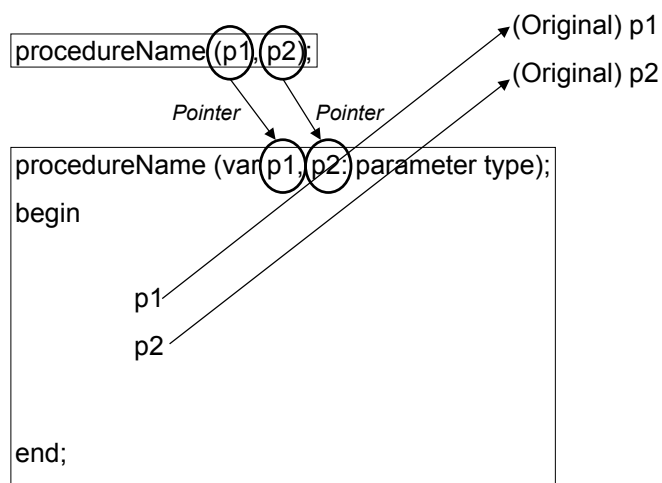 (Original) p1
procedureName (p1, p2);
(Original) p2
Pointer Pointer
procedureName (var p1, p2: parameter type);
begin
p1
p2
end;